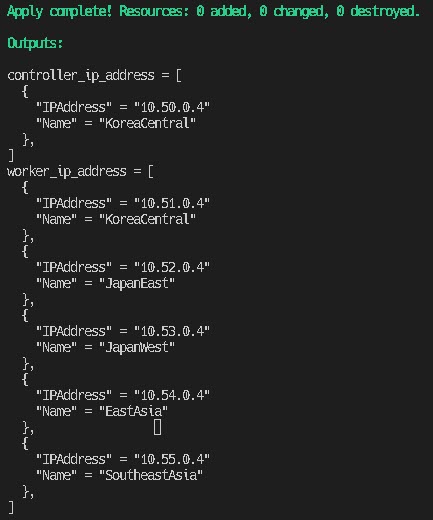 Apply complete! Resources: 0 added, 0 changed, 0 destroyed.
Outputs:
controller_ip_address = [
  {
    "IPAddress" = "10.50.0.4"
    "Name" = "KoreaCentral"
  },
]
worker_ip_address = [
  {
    "IPAddress" = "10.51.0.4"
    "Name" = "KoreaCentral"
  },
  {
    "IPAddress" = "10.52.0.4"
    "Name" = "JapanEast"
  },
  {
    "IPAddress" = "10.53.0.4"
    "Name" = "JapanWest"
  },
  {
    "IPAddress" = "10.54.0.4"
    "Name" = "EastAsia"
  },
  {
    "IPAddress" = "10.55.0.4"
    "Name" = "SoutheastAsia"
  },
]